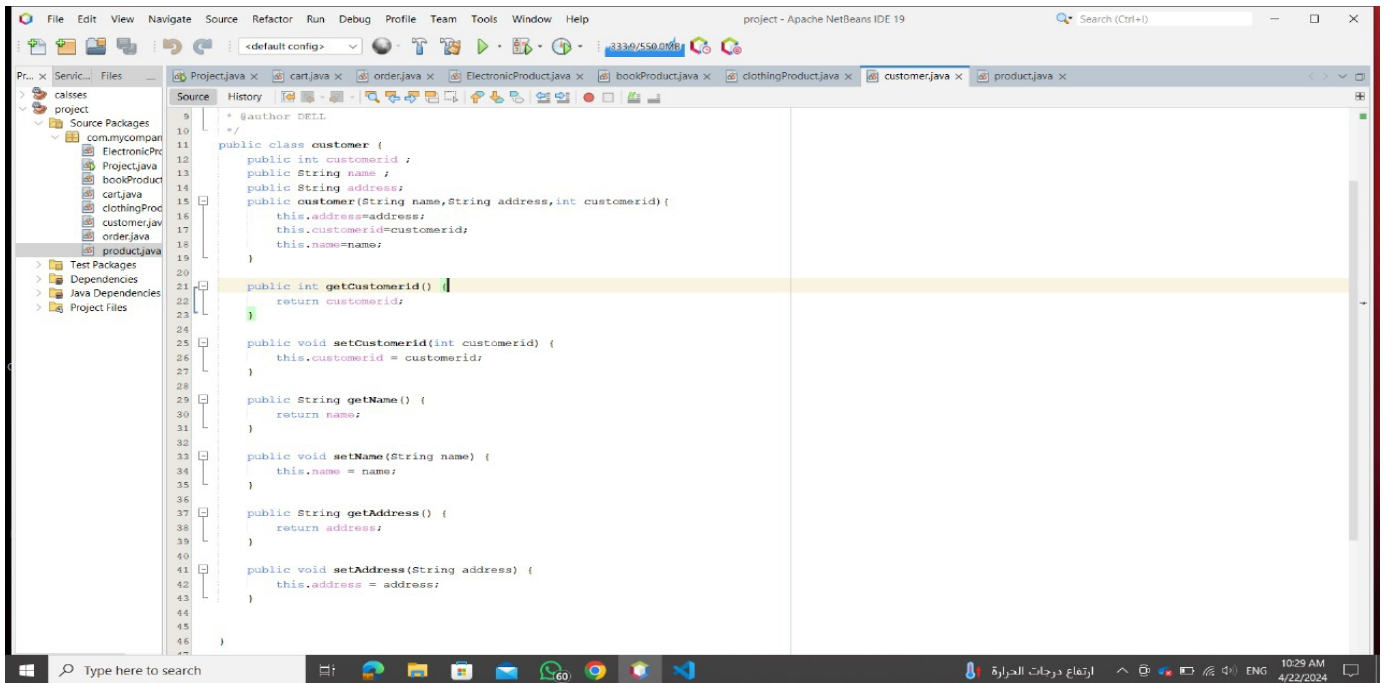 File Edit View Navigate Source Refactor Run Debug Profile Team Tools Window Help project - Apache NetBeans IDE 19 Search (Ctrl+I)
<default config> 333.9/550.0MB
Pr... Servic... Files Project.java cart.java order.java ElectronicProduct.java bookProduct.java clothingProduct.java customer.java product.java
Source History
calsses
project
Source Packages
com.mycompan
ElectronicPro
Project.java
bookProduct
cart.java
clothingProd
customer.jav
order.java
product.java
Test Packages
Dependencies
Java Dependencies
Project Files
9 * @author DELL
10 */
11 public class customer {
12 public int customerid ;
13 public String name ;
14 public String address;
15 public customer(String name,String address,int customerid){
16 this.address=address;
17 this.customerid=customerid;
18 this.name=name;
19 }
20
21 public int getCustomerid() {
22 return customerid;
23 }
24
25 public void setCustomerid(int customerid) {
26 this.customerid = customerid;
27 }
28
29 public String getName() {
30 return name;
31 }
32
33 public void setName(String name) {
34 this.name = name;
35 }
36
37 public String getAddress() {
38 return address;
39 }
40
41 public void setAddress(String address) {
42 this.address = address;
43 }
44
45
46 }
Type here to search 60 ارتفاع درجات الحرارة ENG 10:29 AM
4/22/2024